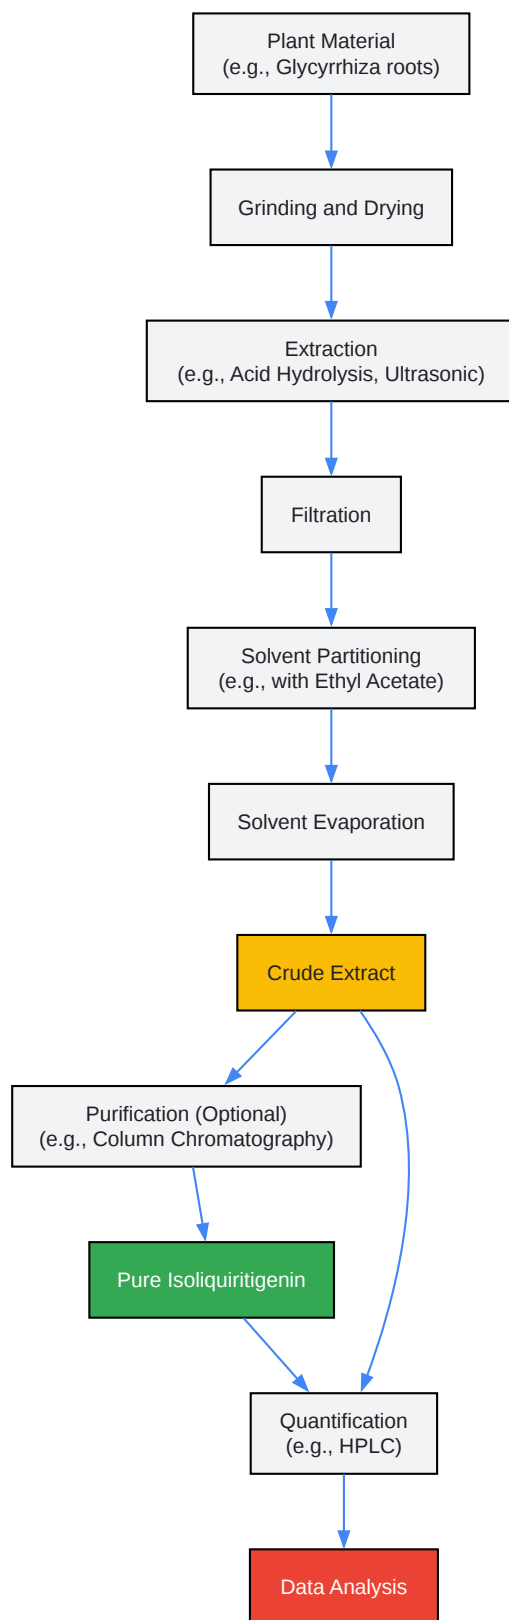 Plant Material
(e.g., Glycyrrhiza roots)
Grinding and Drying
Extraction
(e.g., Acid Hydrolysis, Ultrasonic)
Filtration
Solvent Partitioning
(e.g., with Ethyl Acetate)
Solvent Evaporation
Crude Extract
Purification (Optional)
(e.g., Column Chromatography)
Pure Isoliquiritigenin
Quantification
(e.g., HPLC)
Data Analysis